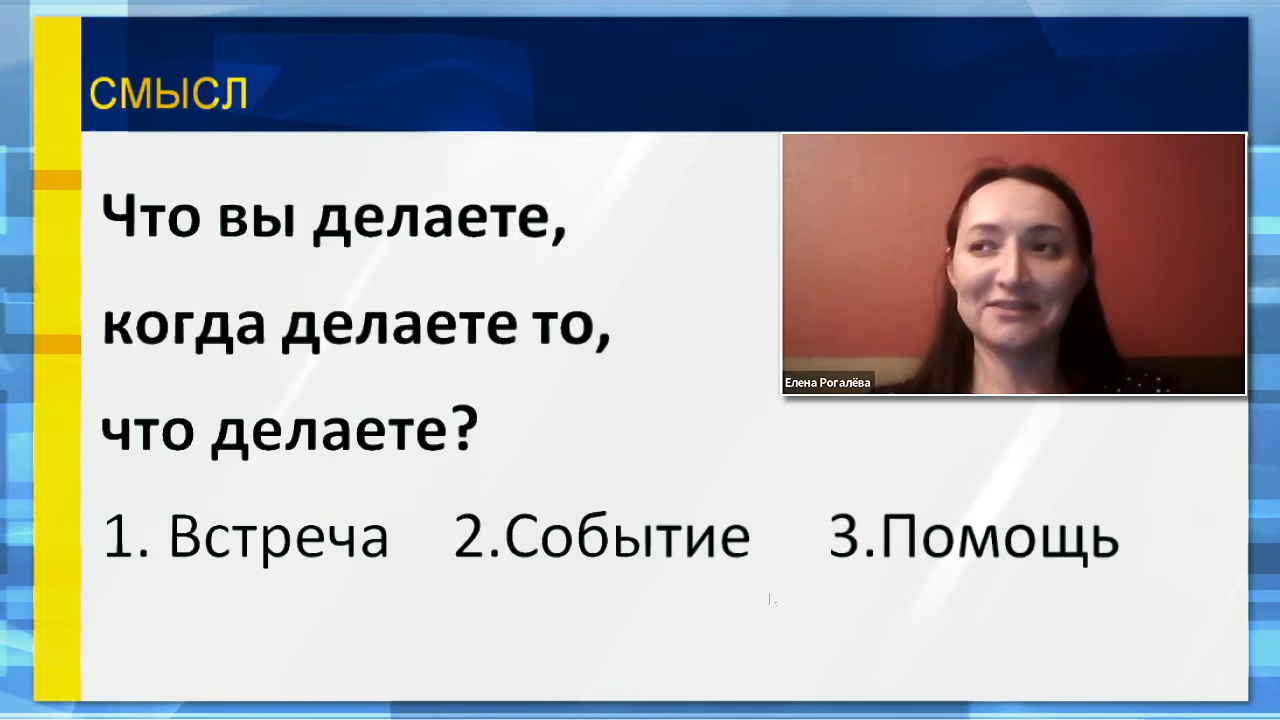 СМЫСЛ
Что вы делаете,
когда делаете то,
что делаете?
1. Встреча 2.Событие 3.Помощь
Елена Рогалёва